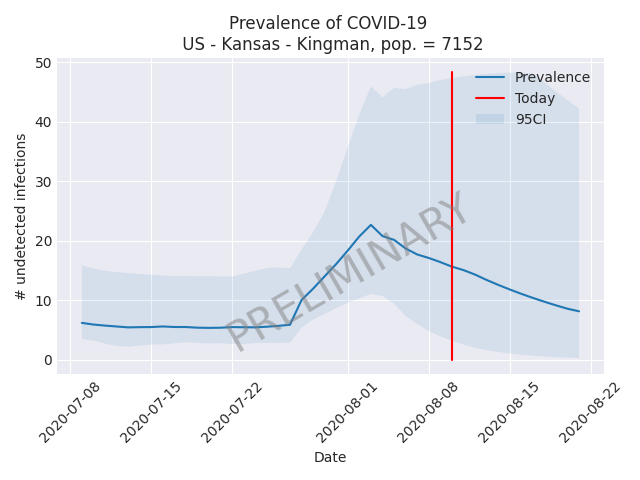 Prevalence of COVID-19
US - Kansas - Kingman, pop. = 7152
50
40
30
20
10
0
# undetected infections
Prevalence
Today
95CI
PRELIMINARY
2020-07-08
2020-07-15
2020-07-22
2020-08-01
2020-08-08
2020-08-15
2020-08-22
Date